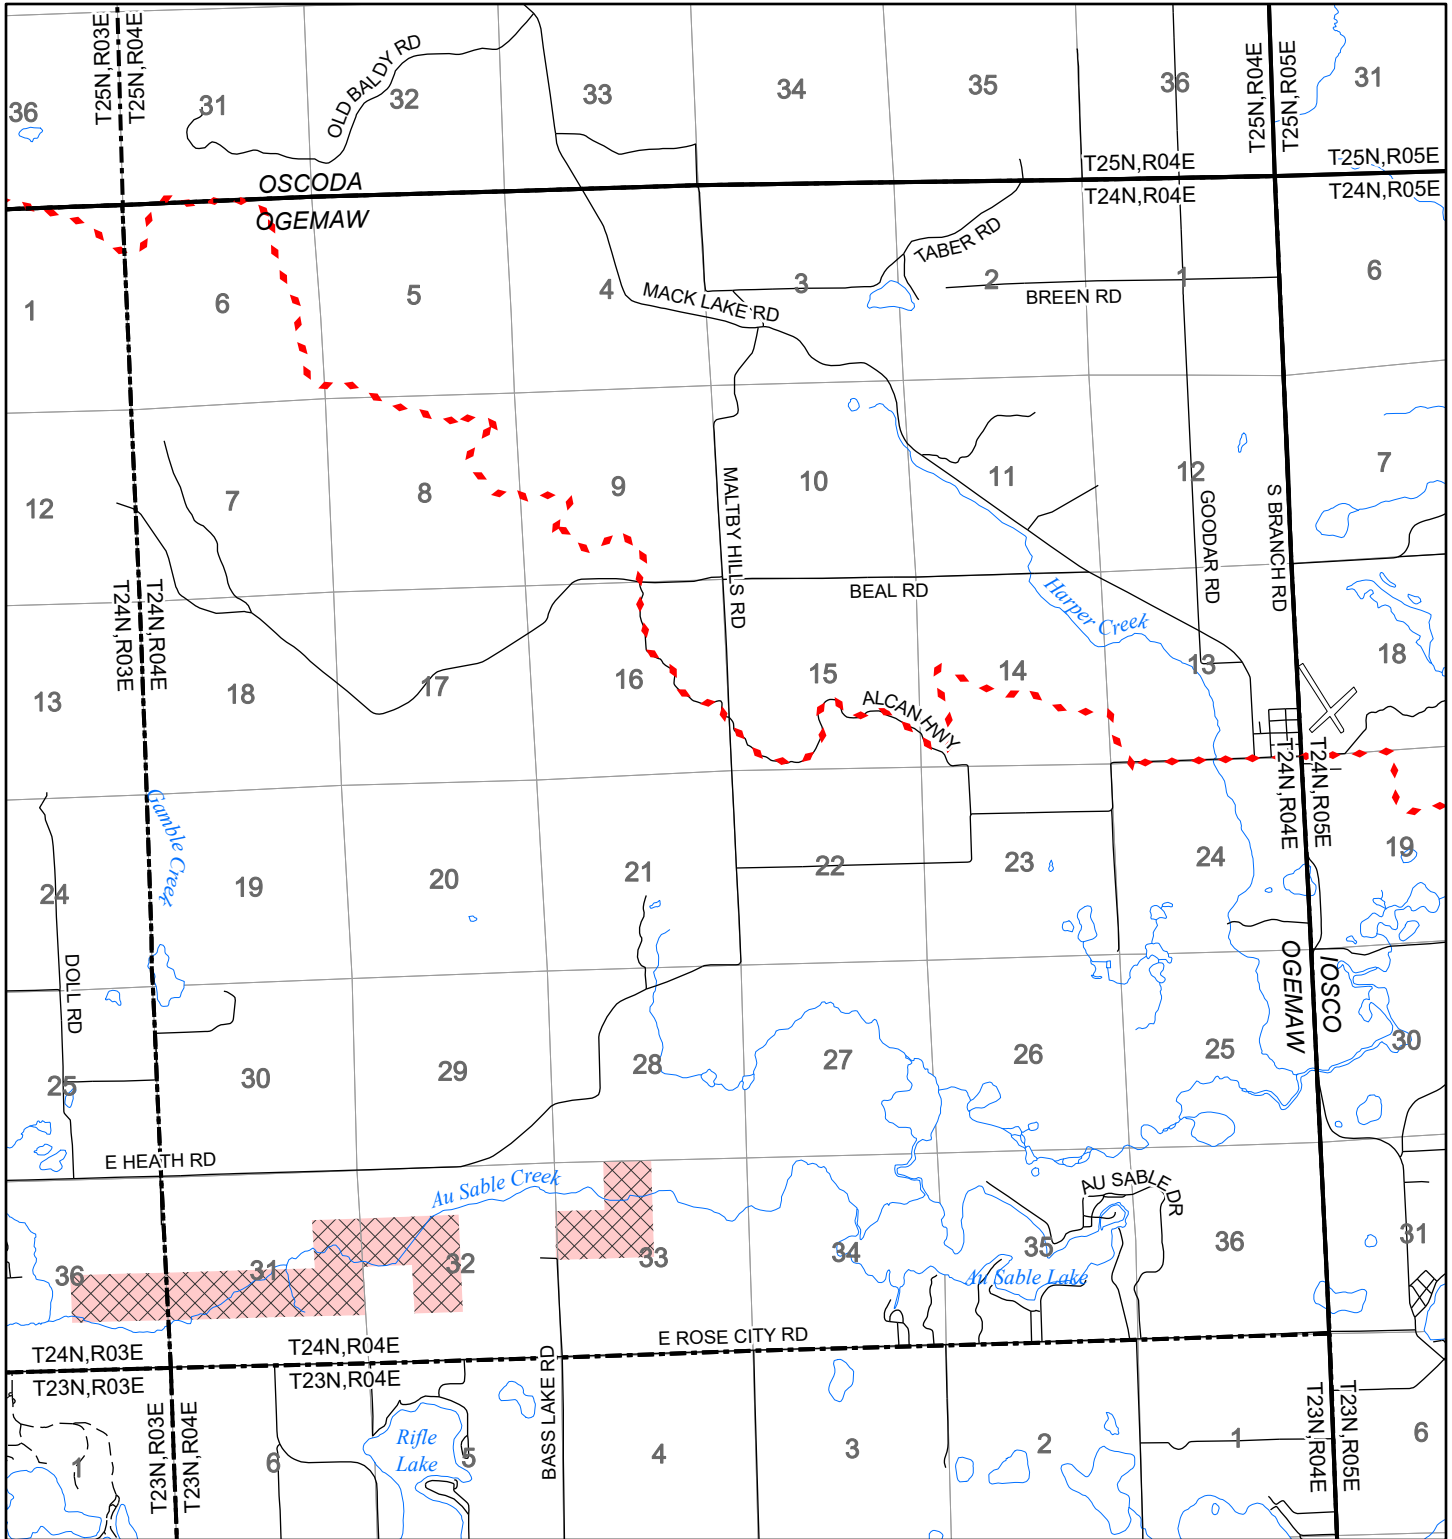 T25N,R03E
T25N,R04E
OLD BALDY RD
T25N,R04E
T25N,R05E
36
31
32
33
34
35
36
31
OSCODA
OGEMAW
T25N,R04E
T24N,R04E
T25N,R05E
T24N,R05E
TABER RD
1
6
5
4
3
2
1
6
MACK LAKE RD
BREEN RD
12
7
8
9
10
11
12
7
MALTBY HILLS RD
GOODAR RD
S BRANCH RD
T24N,R03E
T24N,R04E
BEAL RD
Harper Creek
13
18
17
16
15
14
13
18
ALCAN HWY
T24N,R04E
T24N,R05E
Gamble Creek
24
19
20
21
22
23
24
19
DOLL RD
OGEMAW
IOSCO
25
30
29
28
27
26
25
30
E HEATH RD
Au Sable Creek
AU SABLE DR
36
31
32
33
34
35
36
31
Au Sable Lake
E ROSE CITY RD
T24N,R03E
T23N,R03E
T24N,R04E
T23N,R04E
BASS LAKE RD
T23N,R03E
T23N,R04E
Rifle
Lake
T23N,R04E
T23N,R05E
1
6
5
4
3
2
1
6